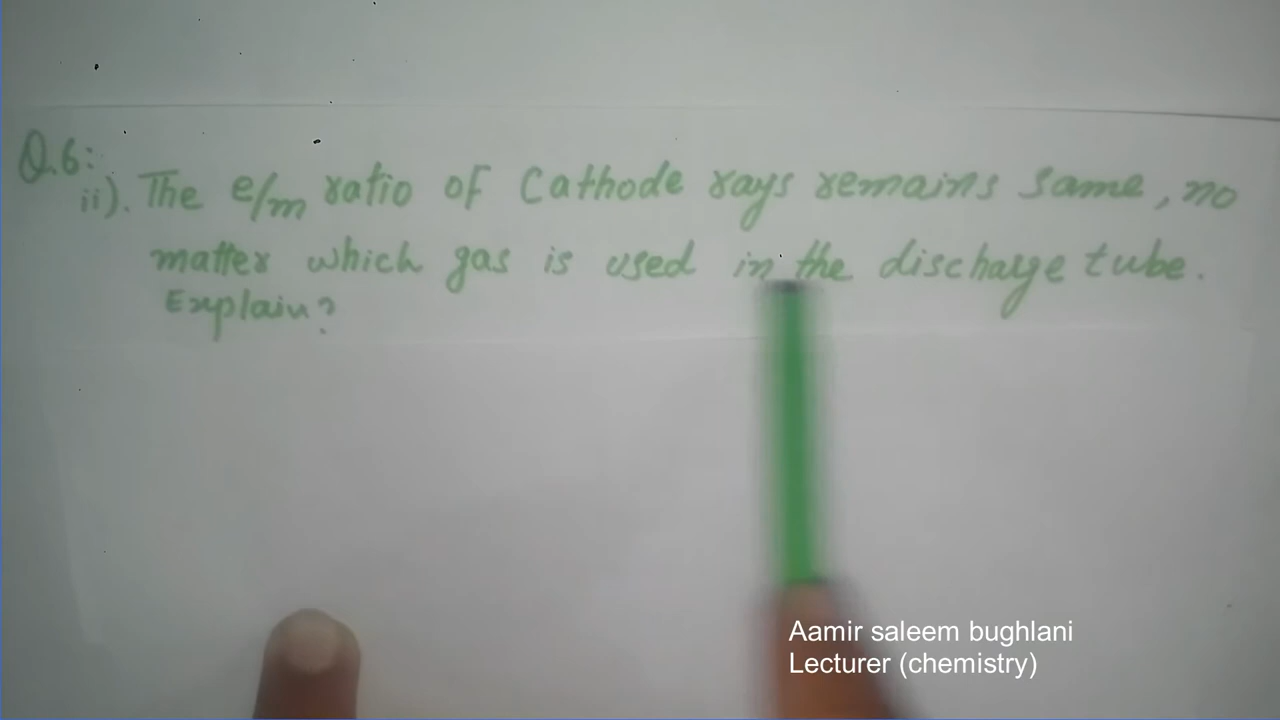 Q.6:
ii). The e/m ratio of Cathode rays remains same, no
matter which gas is used in the discharge tube.
Explain?
Aamir saleem bughlani
Lecturer (chemistry)